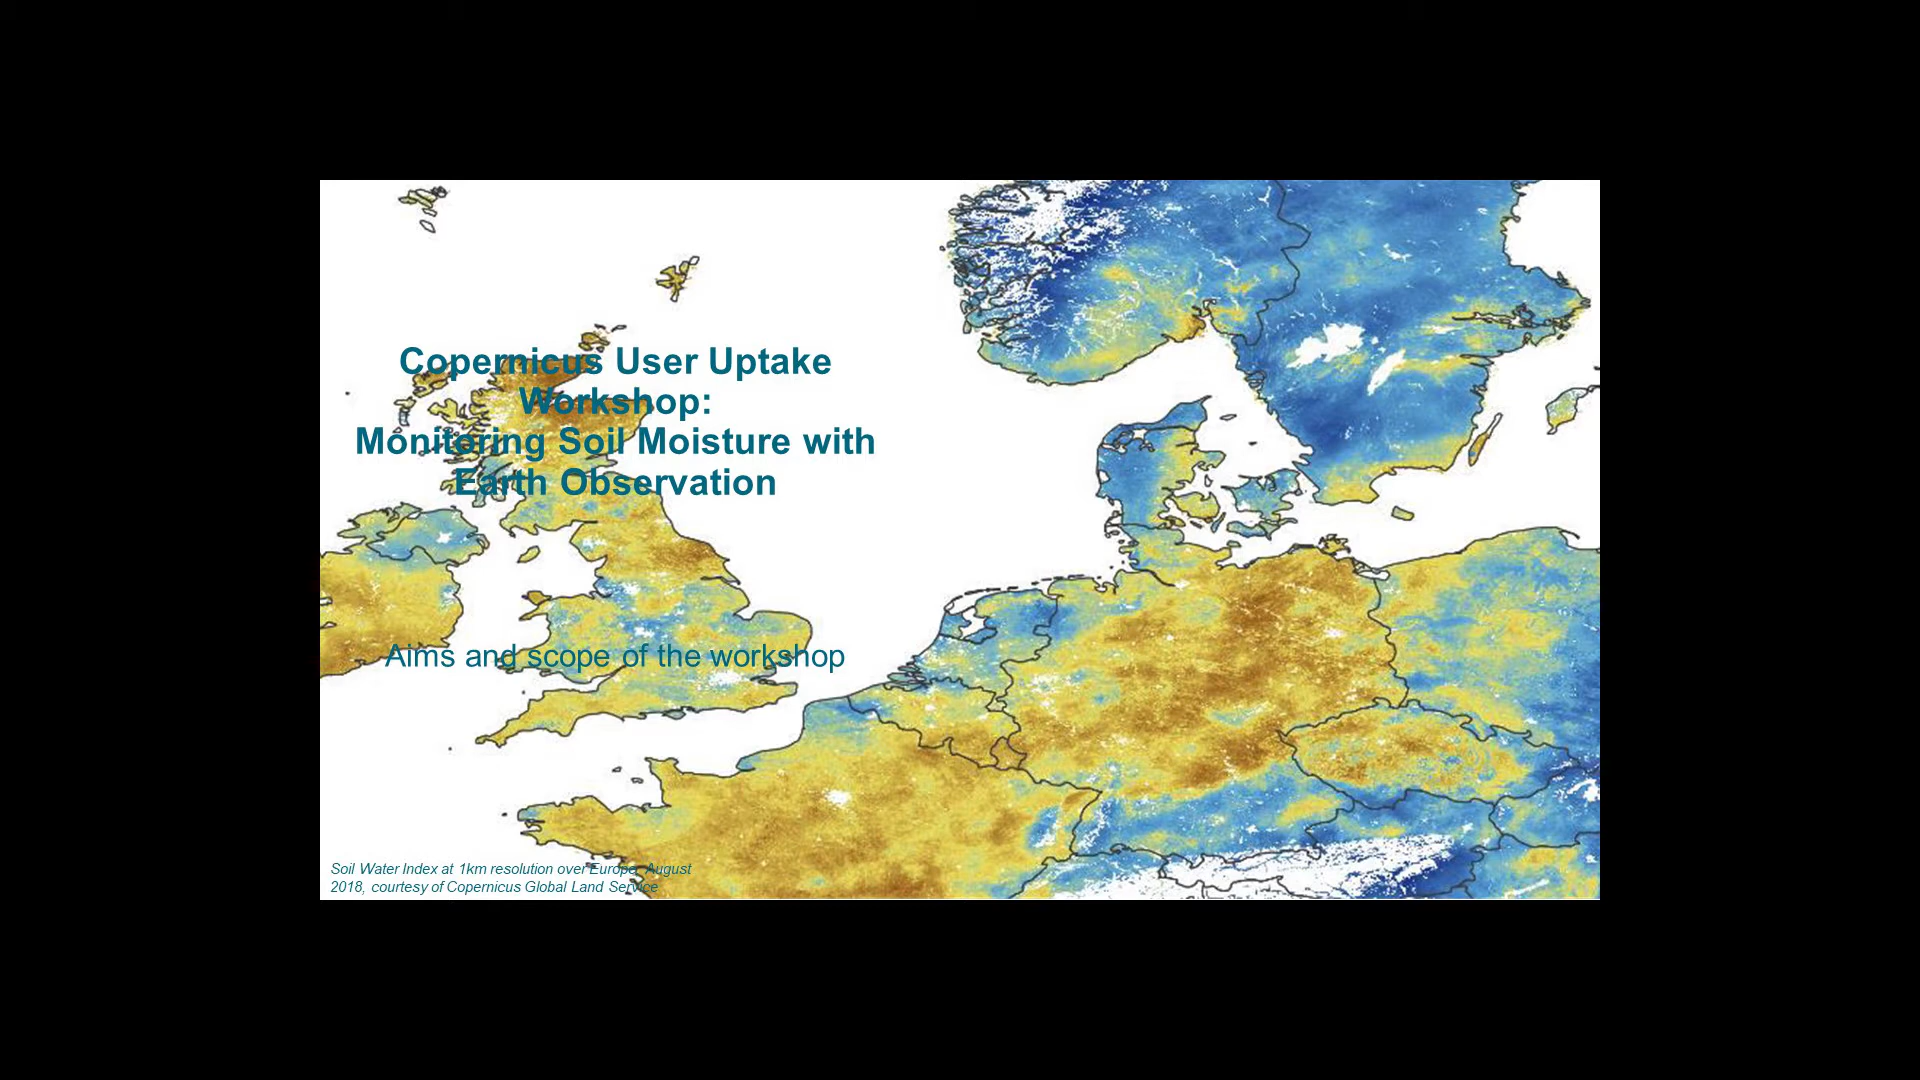 Copernicus User Uptake
Workshop:
Monitoring Soil Moisture with
Earth Observation
Aims and scope of the workshop
Soil Water Index at 1km resolution over Europe, August
2018, courtesy of Copernicus Global Land Service